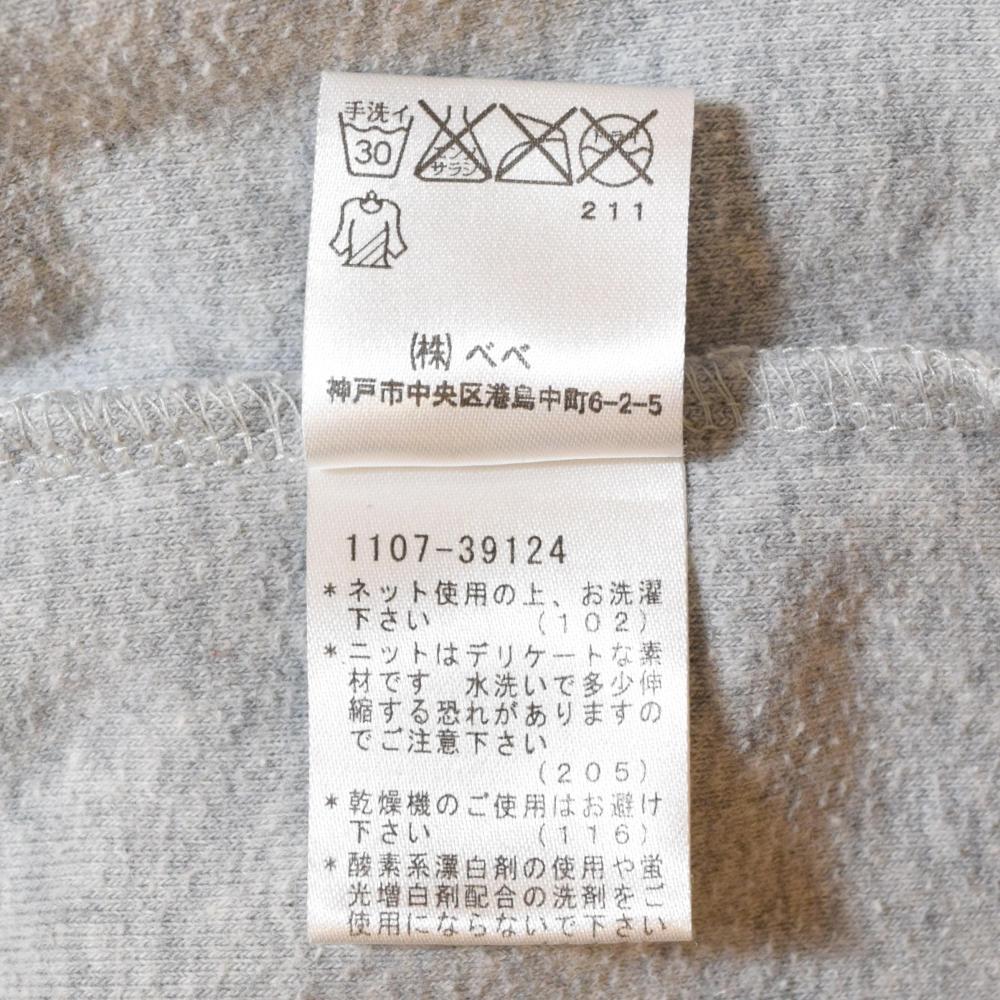 手洗イ
30
サラシ
211
㈱ べべ
神戸市中央区港島中町6-2-5
1107-39124
*ネット使用の上、お洗濯
下さい (102)
*ニットはデリケートな素
材です 水洗いで多少伸
縮する恐れがありますの
でご注意下さい
(205)
*乾燥機のご使用はお避け
下さい (116)
*酸素系漂白剤の使用や蛍
光増白剤配合の洗剤をご
使用にならないで下さい